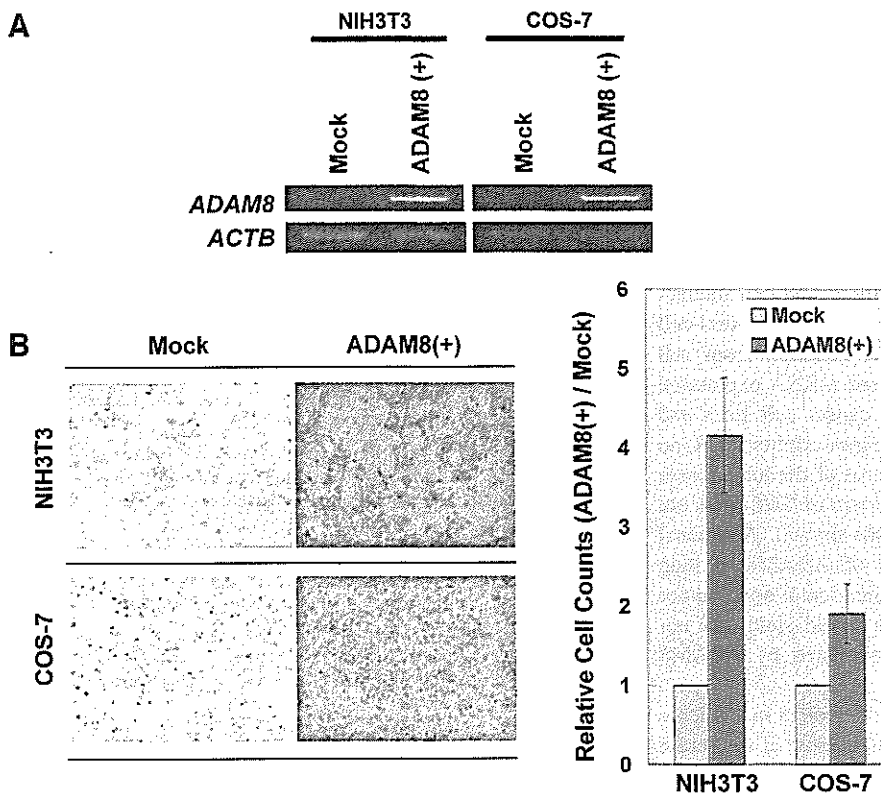 A
NIH3T3
COS-7
Mock
ADAM8 (+)
Mock
ADAM8 (+)
ADAM8
ACTB
B
Mock
ADAM8(+)
NIH3T3
COS-7
Relative Cell Counts (ADAM8(+) / Mock)
6
5
4
3
2
1
0
Mock
ADAM8(+)
NIH3T3
COS-7